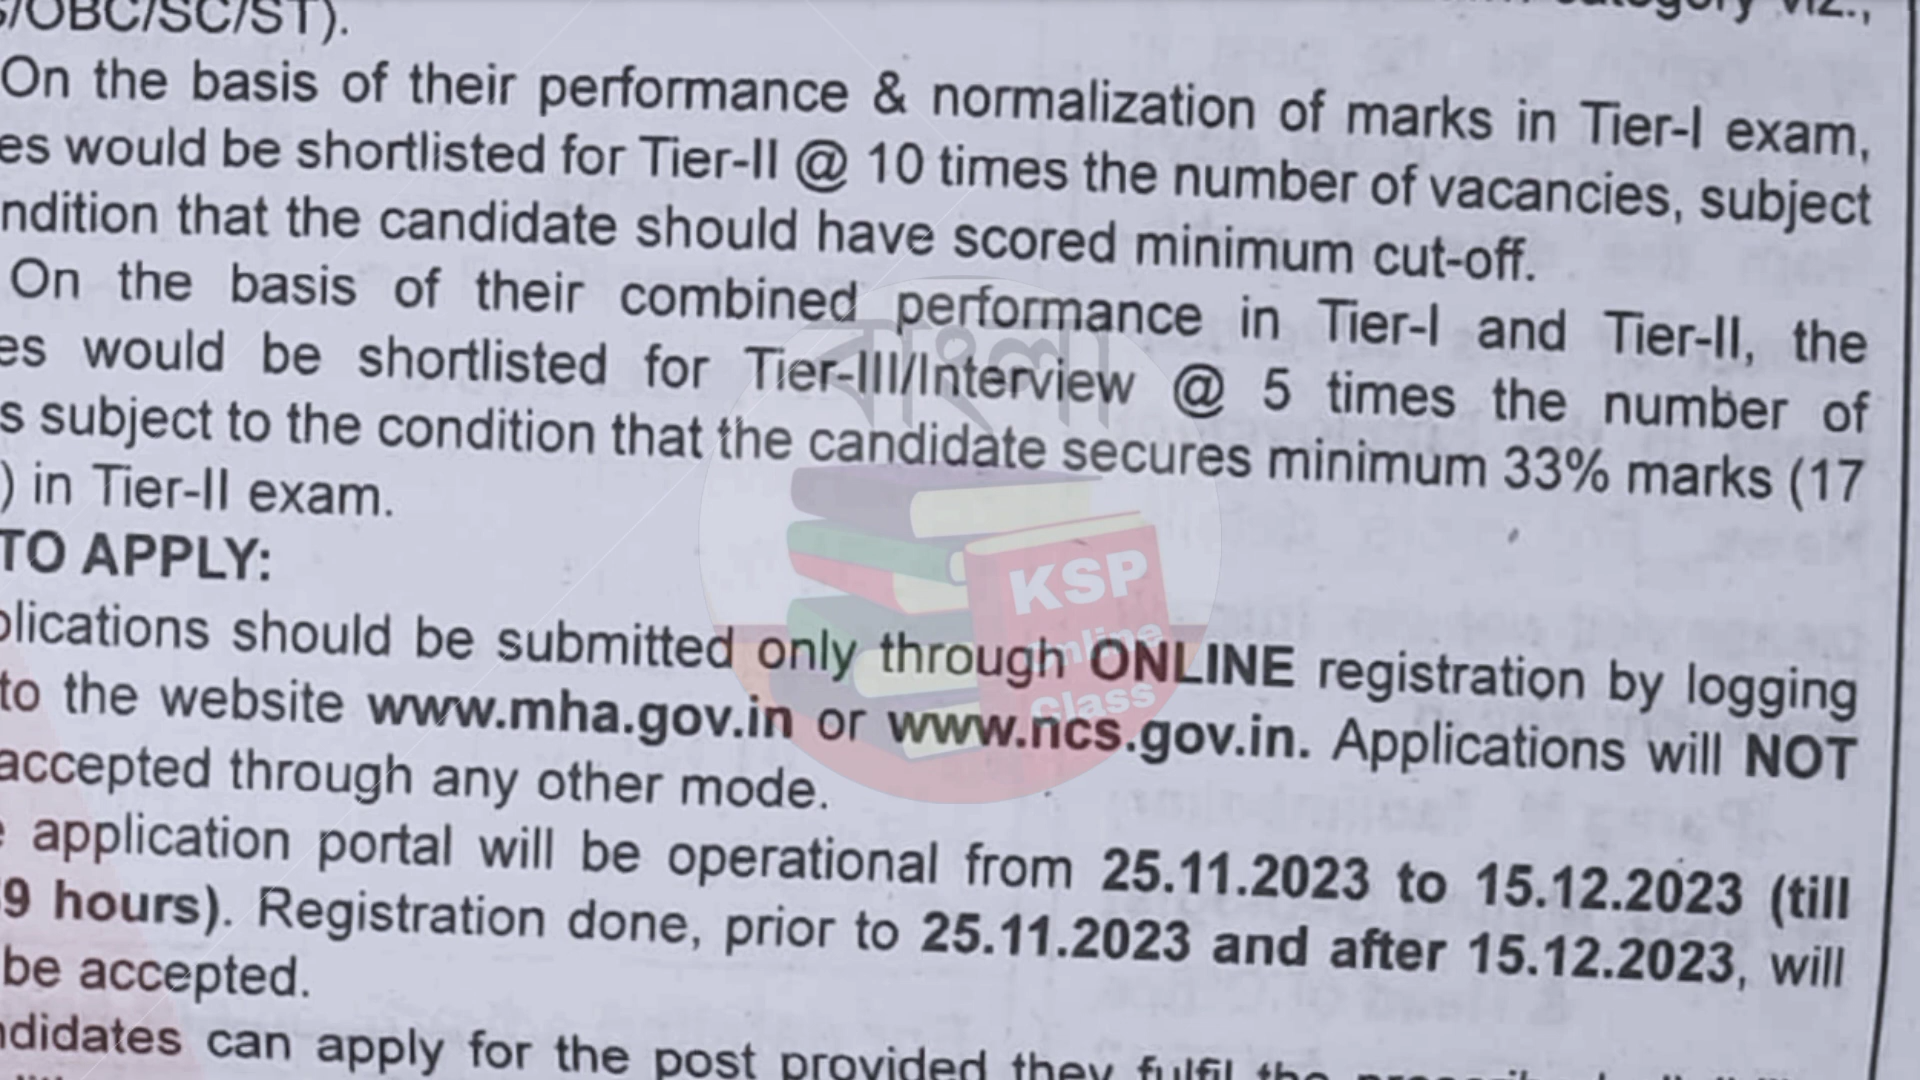 S/OBC/SC/ST).
category viz.,
On the basis of their performance & normalization of marks in Tier-I exam,
es would be shortlisted for Tier-II @ 10 times the number of vacancies, subject
ndition that the candidate should have scored minimum cut-off.
On the basis of their combined performance in Tier-I and Tier-II, the
es would be shortlisted for Tier-III/Interview @ 5 times the number of
s subject to the condition that the candidate secures minimum 33% marks (17
) in Tier-II exam.
TO APPLY:
plications should be submitted only through ONLINE registration by logging
to the website www.mha.gov.in or www.ncs.gov.in. Applications will NOT
accepted through any other mode.
e application portal will be operational from 25.11.2023 to 15.12.2023 (till
9 hours). Registration done, prior to 25.11.2023 and after 15.12.2023, will
be accepted.
ndidates can apply for the post provided they fulfil the
বাংলা
KSP
Online
Class